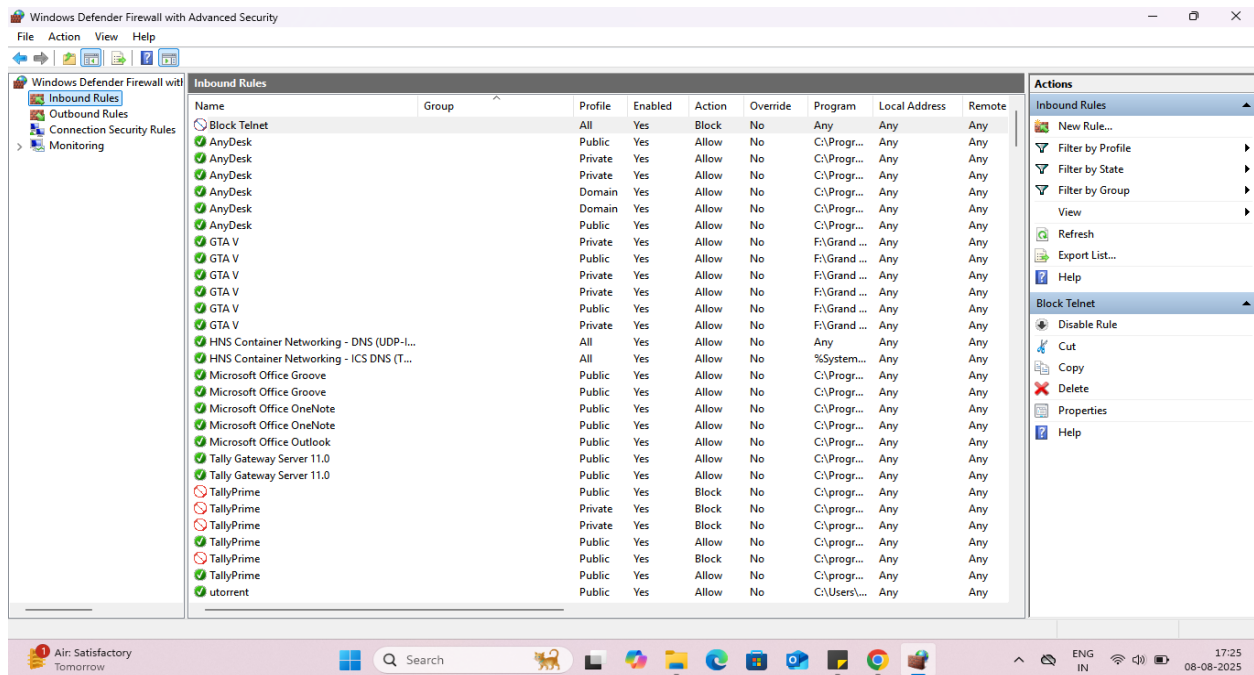 Windows Defender Firewall with Advanced Security
File Action View Help
Windows Defender Firewall witl
Inbound Rules
Outbound Rules
Connection Security Rules
Monitoring
Inbound Rules
Name Group Profile Enabled Action Override Program Local Address Remote
Block Telnet All Yes Block No Any Any Any
AnyDesk Public Yes Allow No C:\Progr... Any Any
AnyDesk Private Yes Allow No C:\Progr... Any Any
AnyDesk Private Yes Allow No C:\Progr... Any Any
AnyDesk Domain Yes Allow No C:\Progr... Any Any
AnyDesk Domain Yes Allow No C:\Progr... Any Any
AnyDesk Public Yes Allow No C:\Progr... Any Any
GTA V Private Yes Allow No F:\Grand ... Any Any
GTA V Public Yes Allow No F:\Grand ... Any Any
GTA V Private Yes Allow No F:\Grand ... Any Any
GTA V Private Yes Allow No F:\Grand ... Any Any
GTA V Public Yes Allow No F:\Grand ... Any Any
GTA V Private Yes Allow No F:\Grand ... Any Any
HNS Container Networking - DNS (UDP-I... All Yes Allow No Any Any Any
HNS Container Networking - ICS DNS (T... All Yes Allow No %System... Any Any
Microsoft Office Groove Public Yes Allow No C:\Progr... Any Any
Microsoft Office Groove Public Yes Allow No C:\Progr... Any Any
Microsoft Office OneNote Public Yes Allow No C:\Progr... Any Any
Microsoft Office OneNote Public Yes Allow No C:\Progr... Any Any
Microsoft Office Outlook Public Yes Allow No C:\Progr... Any Any
Tally Gateway Server 11.0 Public Yes Allow No C:\Progr... Any Any
Tally Gateway Server 11.0 Public Yes Allow No C:\Progr... Any Any
TallyPrime Public Yes Block No C:\progr... Any Any
TallyPrime Private Yes Block No C:\progr... Any Any
TallyPrime Private Yes Block No C:\progr... Any Any
TallyPrime Public Yes Allow No C:\progr... Any Any
TallyPrime Public Yes Block No C:\progr... Any Any
TallyPrime Public Yes Allow No C:\progr... Any Any
utorrent Public Yes Allow No C:\Users\... Any Any
Actions
Inbound Rules
New Rule...
Filter by Profile
Filter by State
Filter by Group
View
Refresh
Export List...
Help
Block Telnet
Disable Rule
Cut
Copy
Delete
Properties
Help
1
Air: Satisfactory
Tomorrow
Search
ENG
IN
17:25
08-08-2025